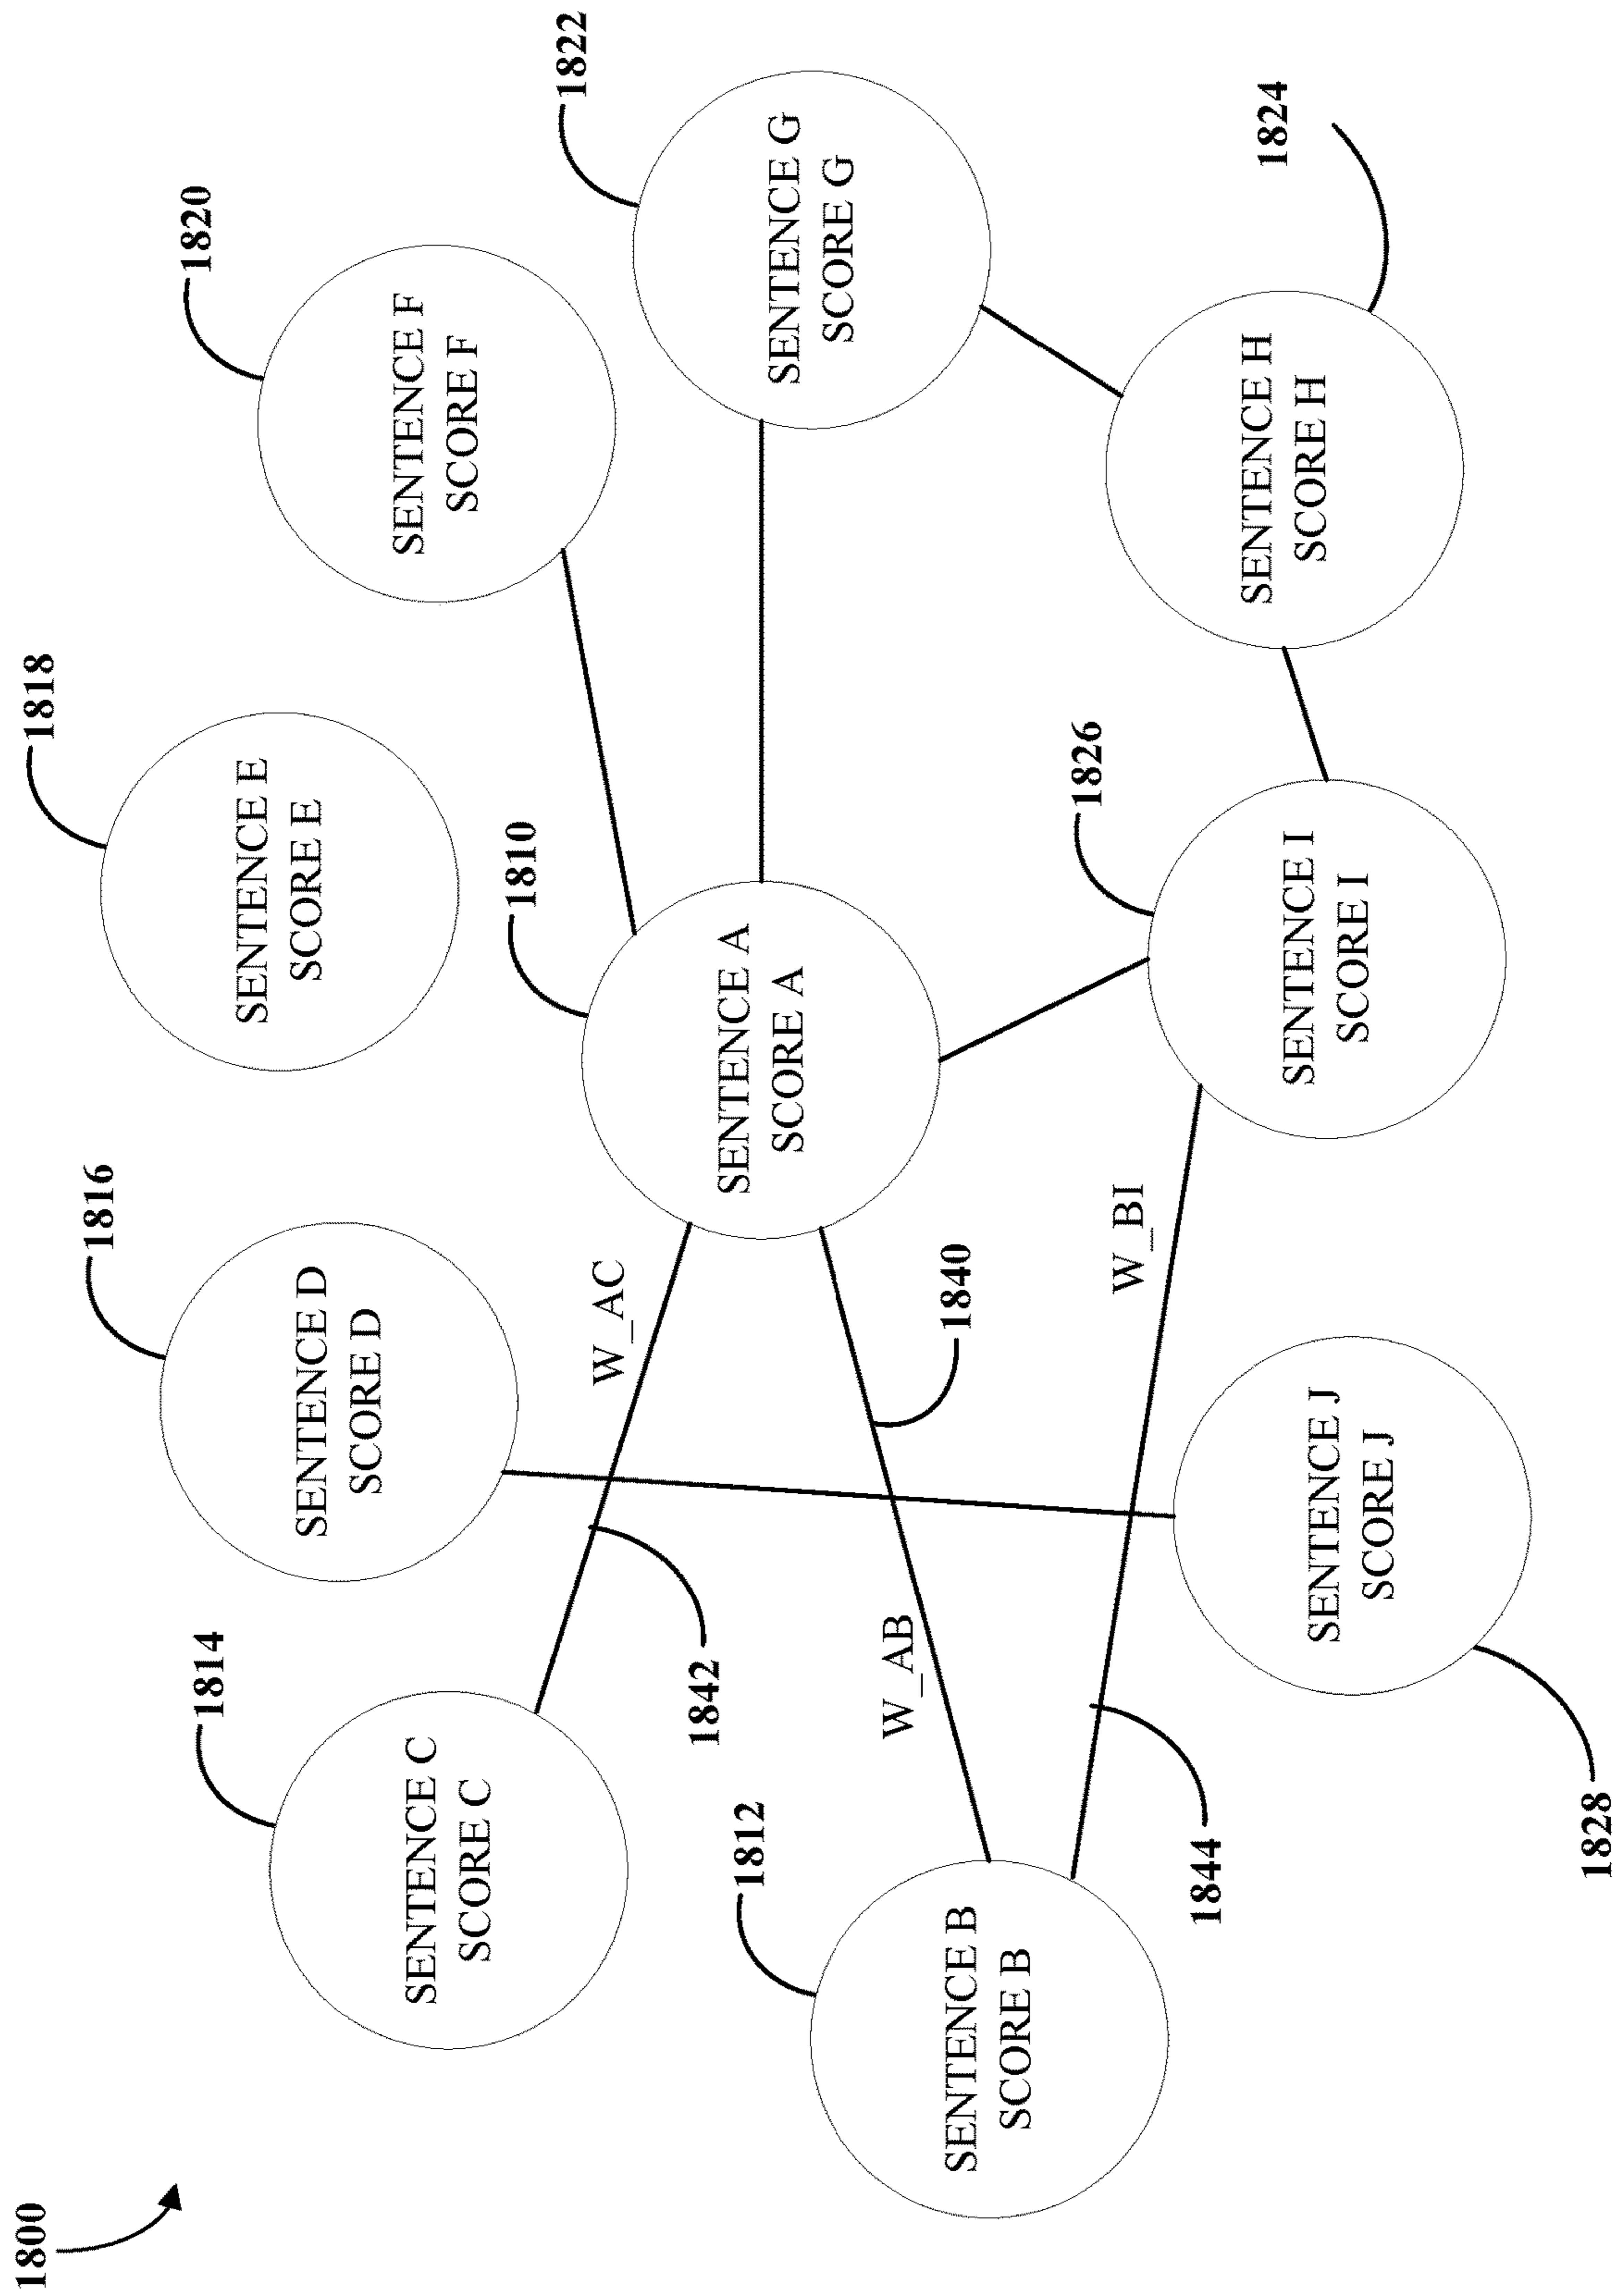 1800
1812
SENTENCE B
SCORE B
1814
SENTENCE C
SCORE C
1816
SENTENCE D
SCORE D
1818
SENTENCE E
SCORE E
1820
SENTENCE F
SCORE F
1822
SENTENCE G
SCORE G
1810
SENTENCE A
SCORE A
W_AC
1842
W_AB
1840
W_BI
1844
1824
SENTENCE H
SCORE H
1826
SENTENCE I
SCORE I
SENTENCE J
SCORE J
1828